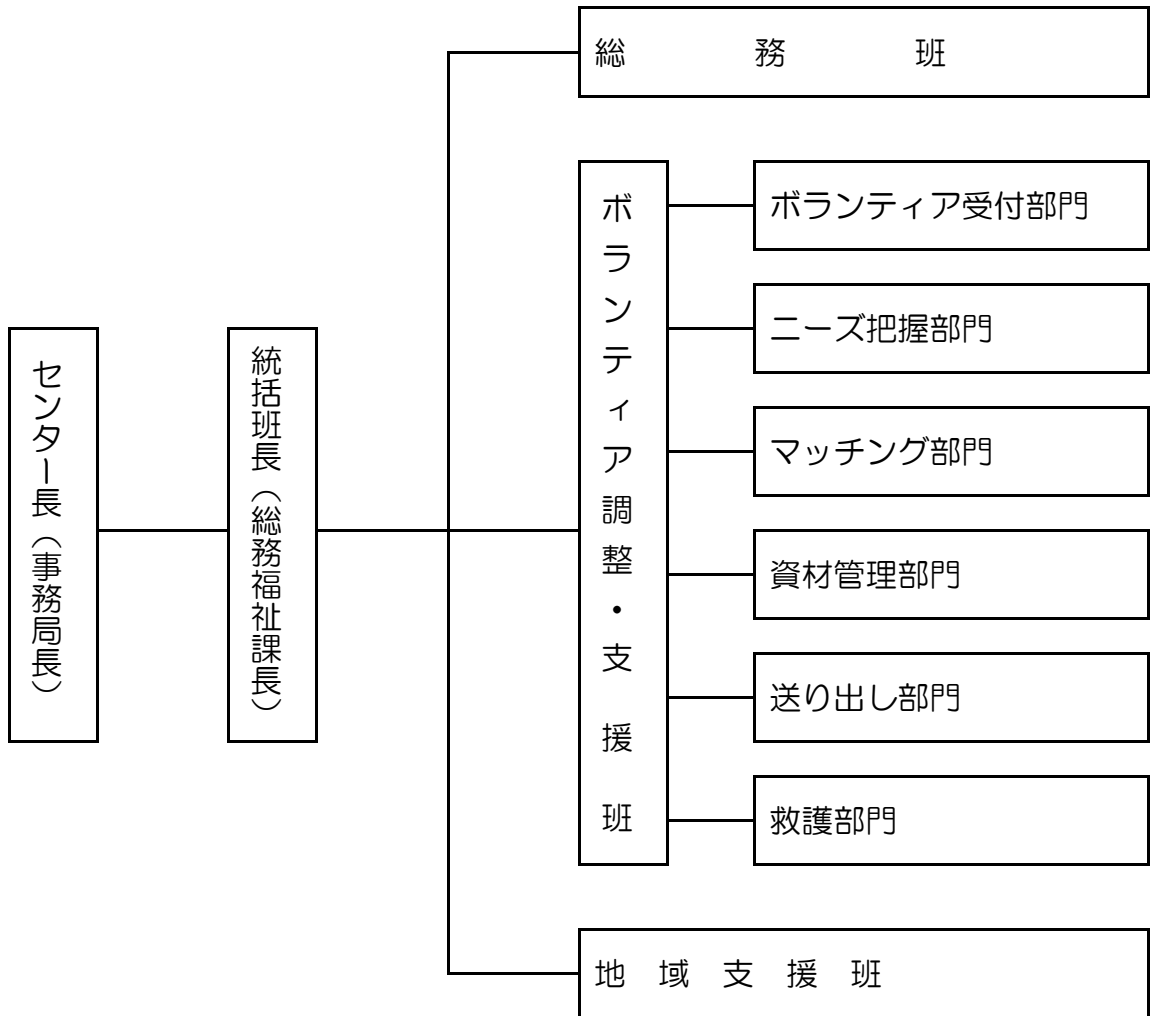 総務班
センター長（事務局長）
統括班長（総務福祉課長）
ボランティア調整・支援班
ボランティア受付部門
ニーズ把握部門
マッチング部門
資材管理部門
送り出し部門
救護部門
地域支援班